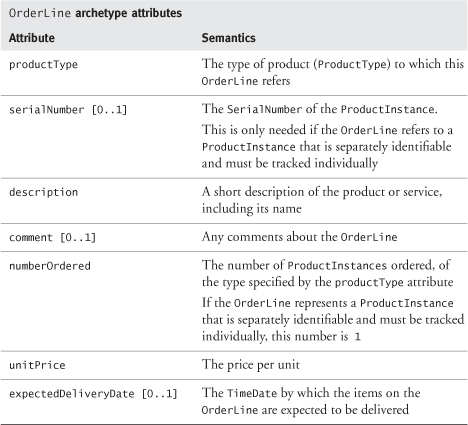 OrderLine archetype attributes
Attribute Semantics
productType The type of product (ProductType) to which this
OrderLine refers
serialNumber [0..1] The SerialNumber of the ProductInstance.
This is only needed if the OrderLine refers to a
ProductInstance that is separately identifiable
and must be tracked individually
description A short description of the product or service,
including its name
comment [0..1] Any comments about the OrderLine
numberOrdered The number of ProductInstances ordered, of
the type specified by the productType attribute
If the OrderLine represents a ProductInstance
that is separately identifiable and must be tracked
individually, this number is 1
unitPrice The price per unit
expectedDeliveryDate [0..1] The TimeDate by which the items on the
OrderLine are expected to be delivered